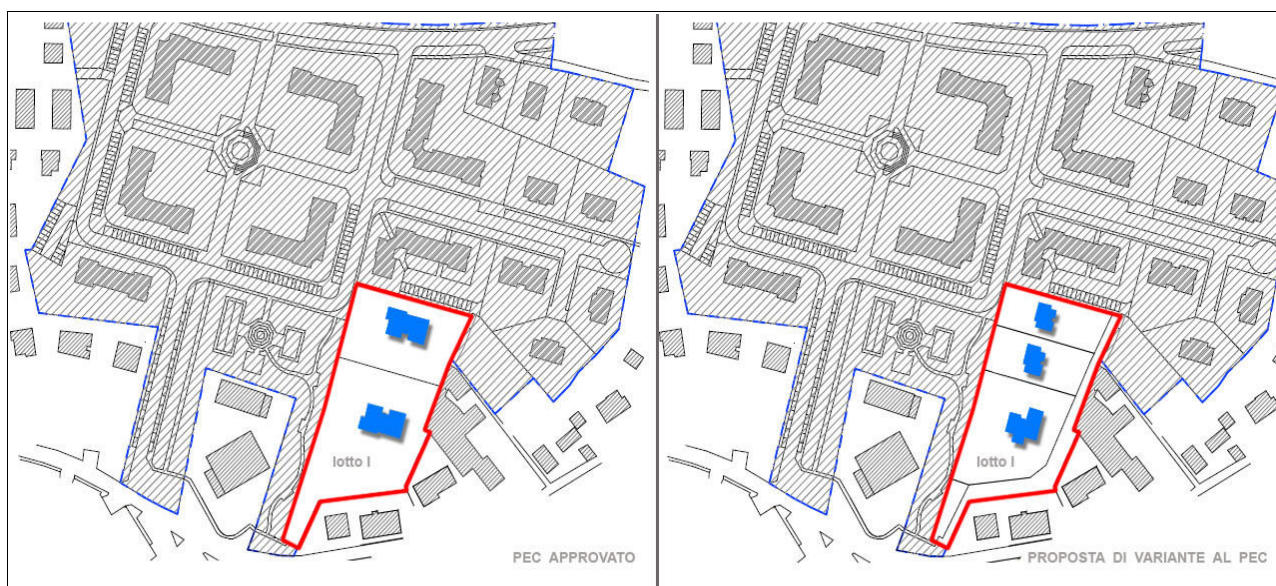 lotto I
PEC APPROVATO
lotto I
PROPOSTA DI VARIANTE AL PEC